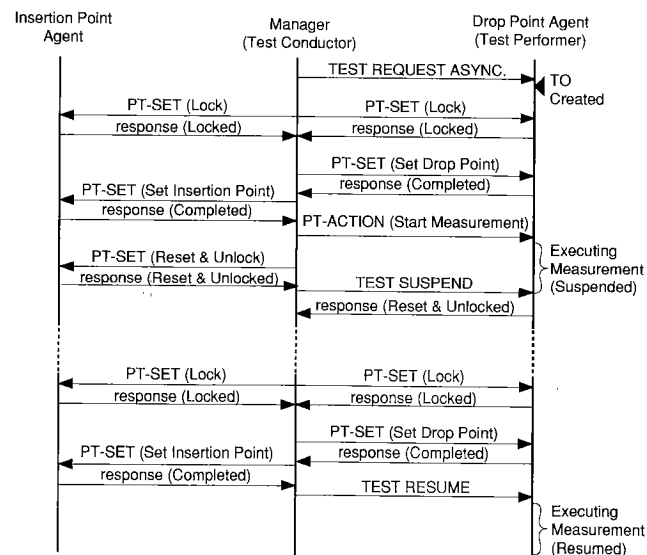 Insertion Point
Agent
Manager
(Test Conductor)
Drop Point Agent
(Test Performer)
TEST REQUEST ASYNC.
TO
Created
PT-SET (Lock)
PT-SET (Lock)
response (Locked)
response (Locked)
PT-SET (Set Drop Point)
response (Completed)
PT-SET (Set Insertion Point)
response (Completed)
PT-ACTION (Start Measurement)
PT-SET (Reset & Unlock)
response (Reset & Unlocked)
TEST SUSPEND
Executing
Measurement
(Suspended)
response (Reset & Unlocked)
PT-SET (Lock)
PT-SET (Lock)
response (Locked)
response (Locked)
PT-SET (Set Drop Point)
response (Completed)
PT-SET (Set Insertion Point)
response (Completed)
TEST RESUME
Executing
Measurement
(Resumed)